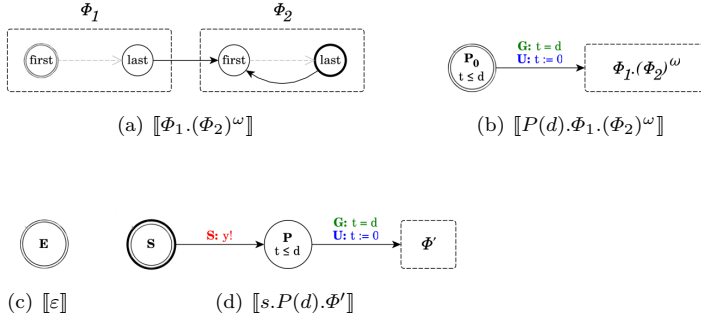 Φ1 Φ2
first last first last
(a) ⟦Φ1.(Φ2)^ω⟧
P0
t ≤ d
G: t = d
U: t := 0
Φ1.(Φ2)^ω
(b) ⟦P(d).Φ1.(Φ2)^ω⟧
E
(c) ⟦ε⟧
S
S: y!
P
t ≤ d
G: t = d
U: t := 0
Φ'
(d) ⟦s.P(d).Φ'⟧